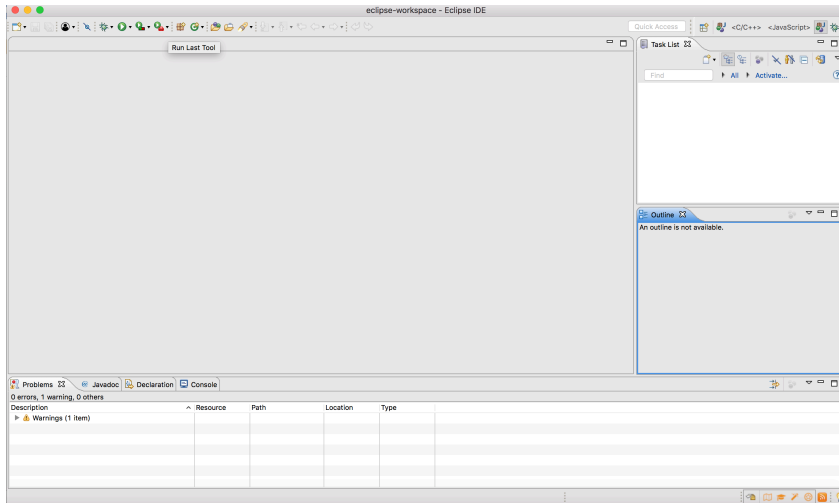 eclipse-workspace - Eclipse IDE
Quick Access
<C/C++> <JavaScript>
Run Last Tool
Task List
Find All Activate...
Outline
An outline is not available.
Problems Javadoc Declaration Console
0 errors, 1 warning, 0 others
Description Resource Path Location Type
Warnings (1 item)